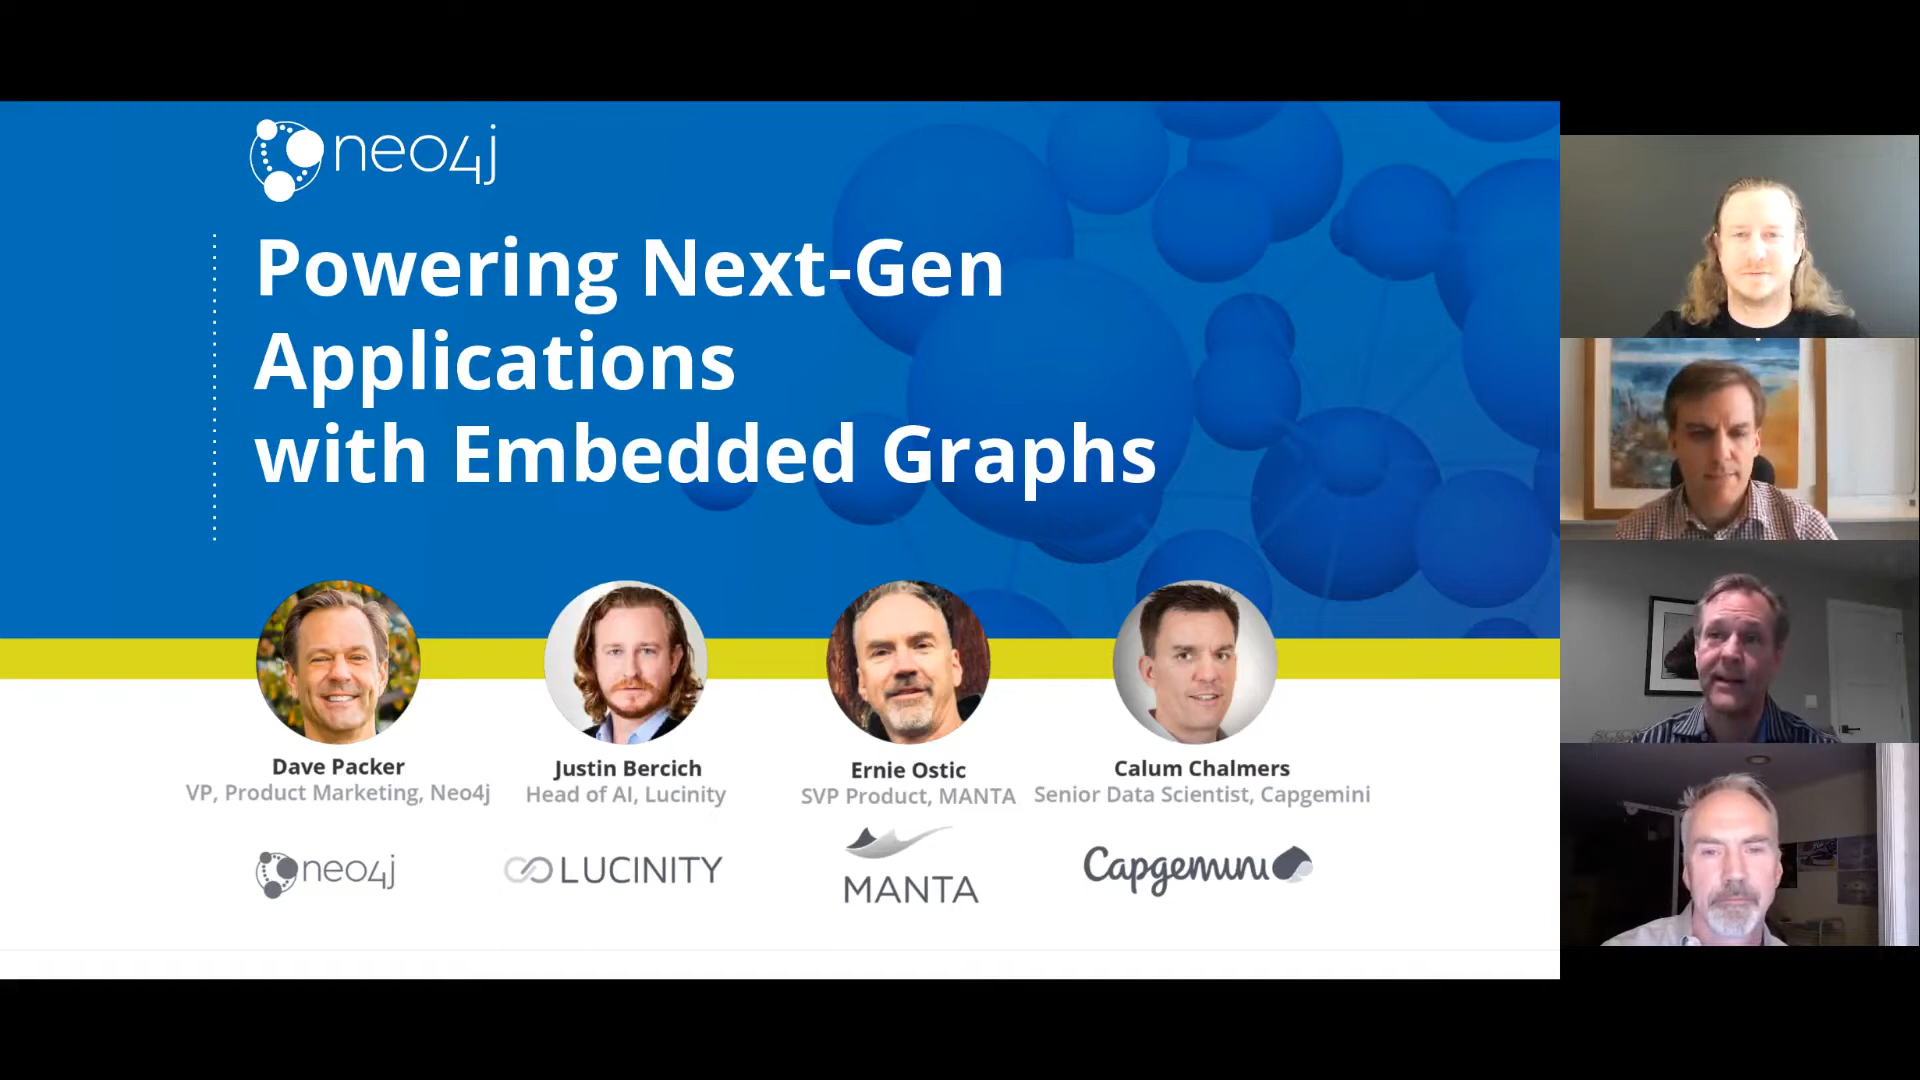 neo4j
Powering Next-Gen
Applications
with Embedded Graphs
Dave Packer
VP, Product Marketing, Neo4j
neo4j
Justin Bercich
Head of AI, Lucinity
LUCINITY
Ernie Ostic
SVP Product, MANTA
MANTA
Calum Chalmers
Senior Data Scientist, Capgemini
Capgemini